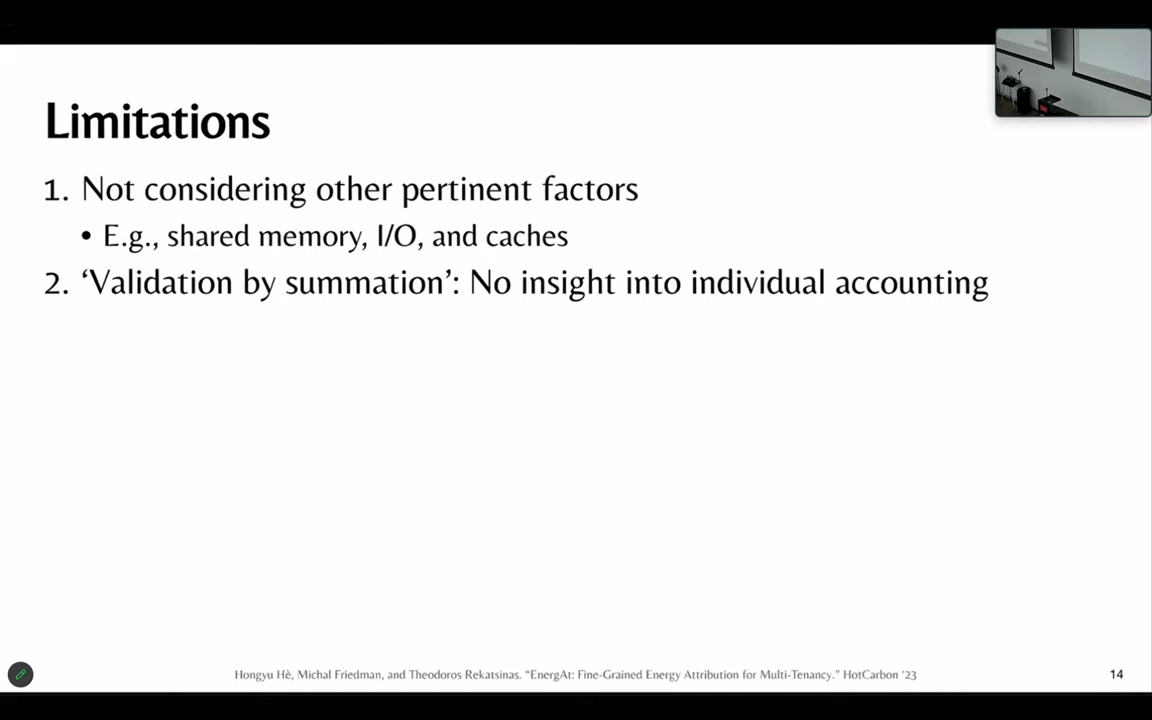 Limitations
1. Not considering other pertinent factors
• E.g., shared memory, I/O, and caches
2. ‘Validation by summation’: No insight into individual accounting
Hongyu Hè, Michal Friedman, and Theodoros Rekatsinas. “EnergAt: Fine-Grained Energy Attribution for Multi-Tenancy.” HotCarbon ’23
14